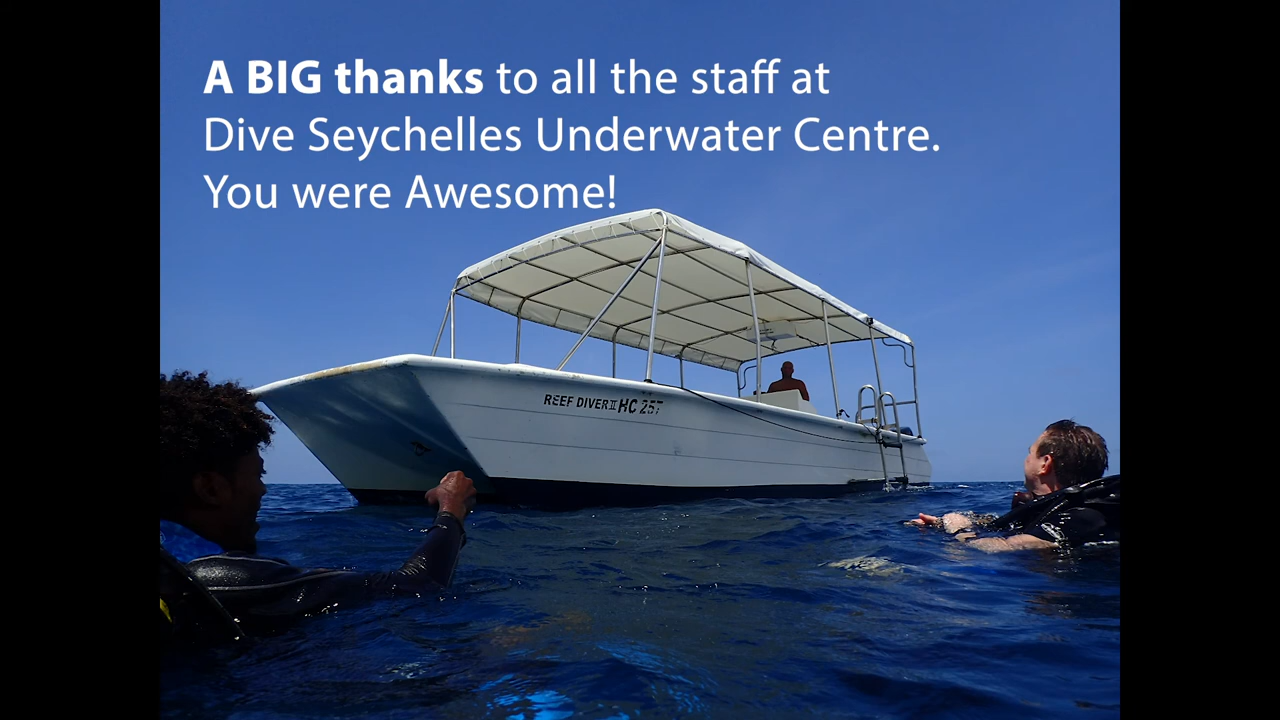 A BIG thanks to all the staff at
Dive Seychelles Underwater Centre.
You were Awesome!
REEF DIVER II HC 257